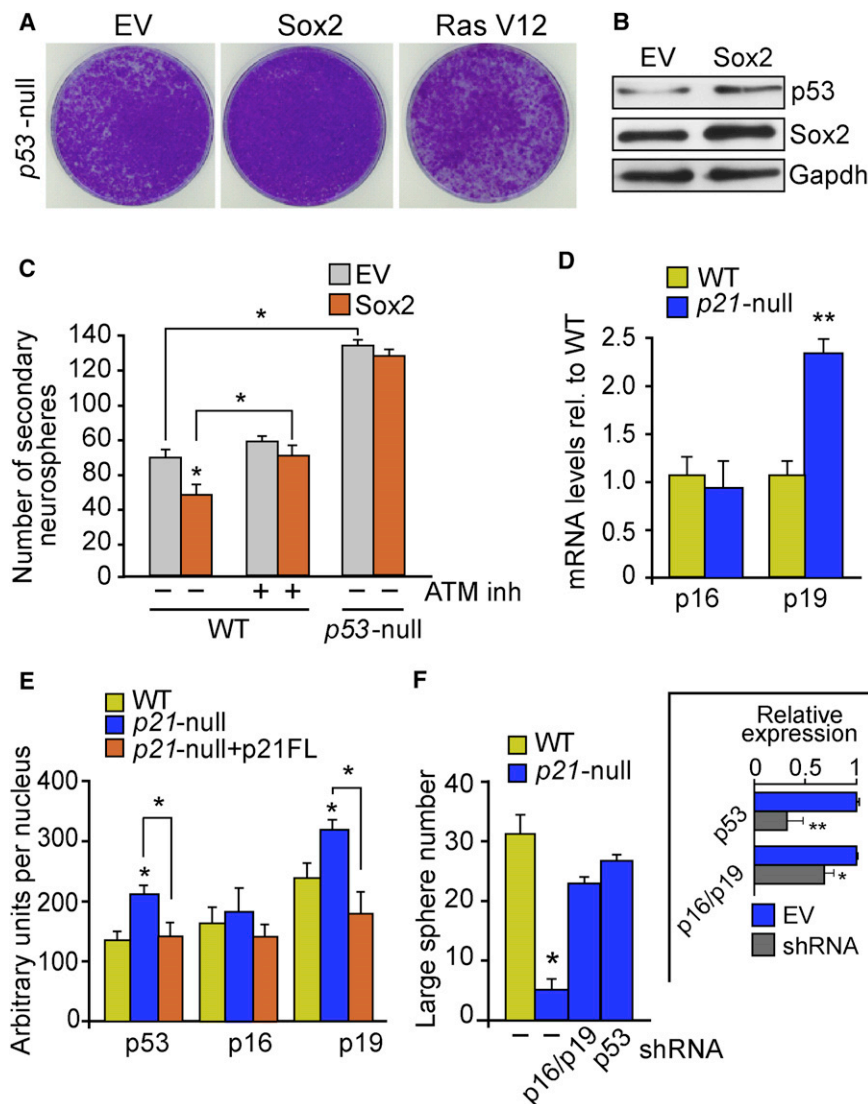 A
EV Sox2 Ras V12
p53 -null
B
EV Sox2
p53
Sox2
Gapdh
C
EV
Sox2
Number of secondary
neurospheres
140
120
100
60
80
40
20
0
*
*
*
– – + + – – ATM inh
WT p53-null
D
WT
p21-null
mRNA levels rel. to WT
2.5
2.0
1.5
1.0
0.5
0
**
p16 p19
E
WT
p21-null
p21-null+p21FL
Arbitrary units per nucleus
400
300
200
100
0
* *
* *
p53 p16 p19
F
WT
p21-null
Large sphere number
40
30
20
10
0
*
– – p16/p19 p53 shRNA
Relative
expression
0 0.5 1
p53
**
p16/p19
*
EV
shRNA